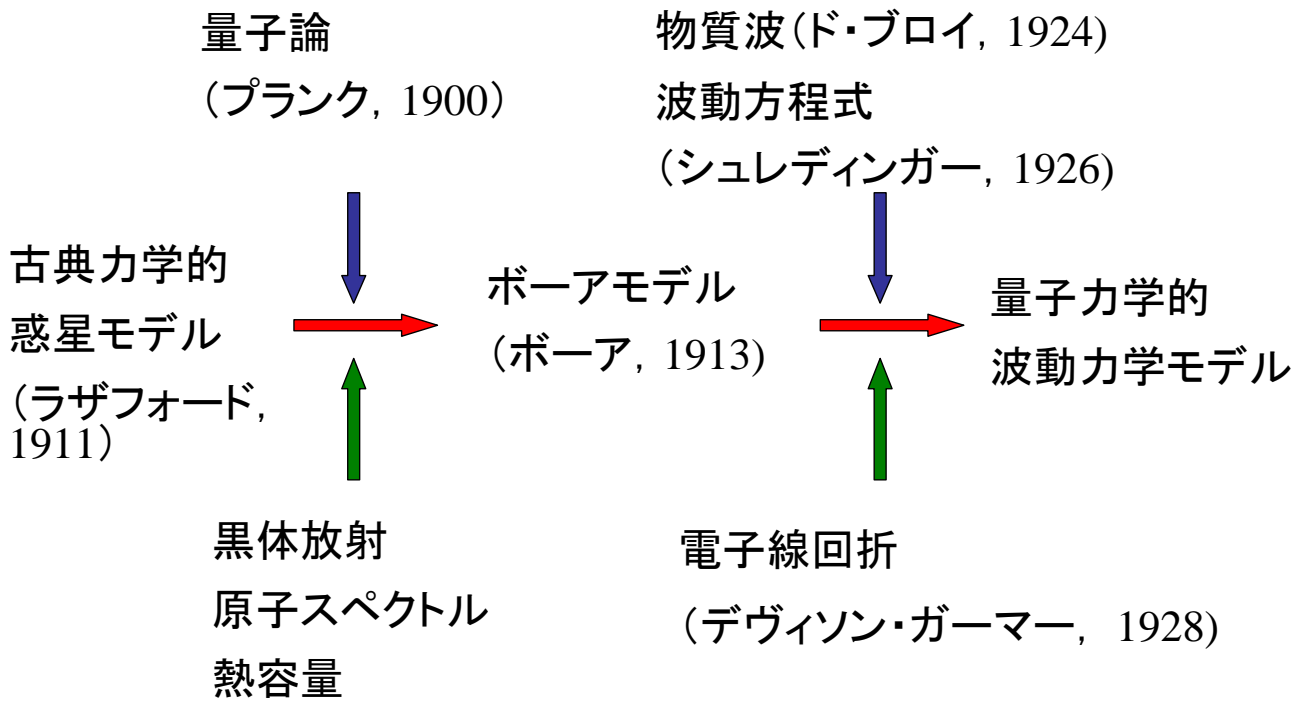 量子論
（プランク, 1900）
物質波(ド・ブロイ, 1924)
波動方程式
（シュレディンガー, 1926)
古典力学的
惑星モデル
（ラザフォード,
1911）
ボーアモデル
（ボーア, 1913)
量子力学的
波動力学モデル
黒体放射
原子スペクトル
熱容量
電子線回折
（デヴィソン・ガーマー, 1928)